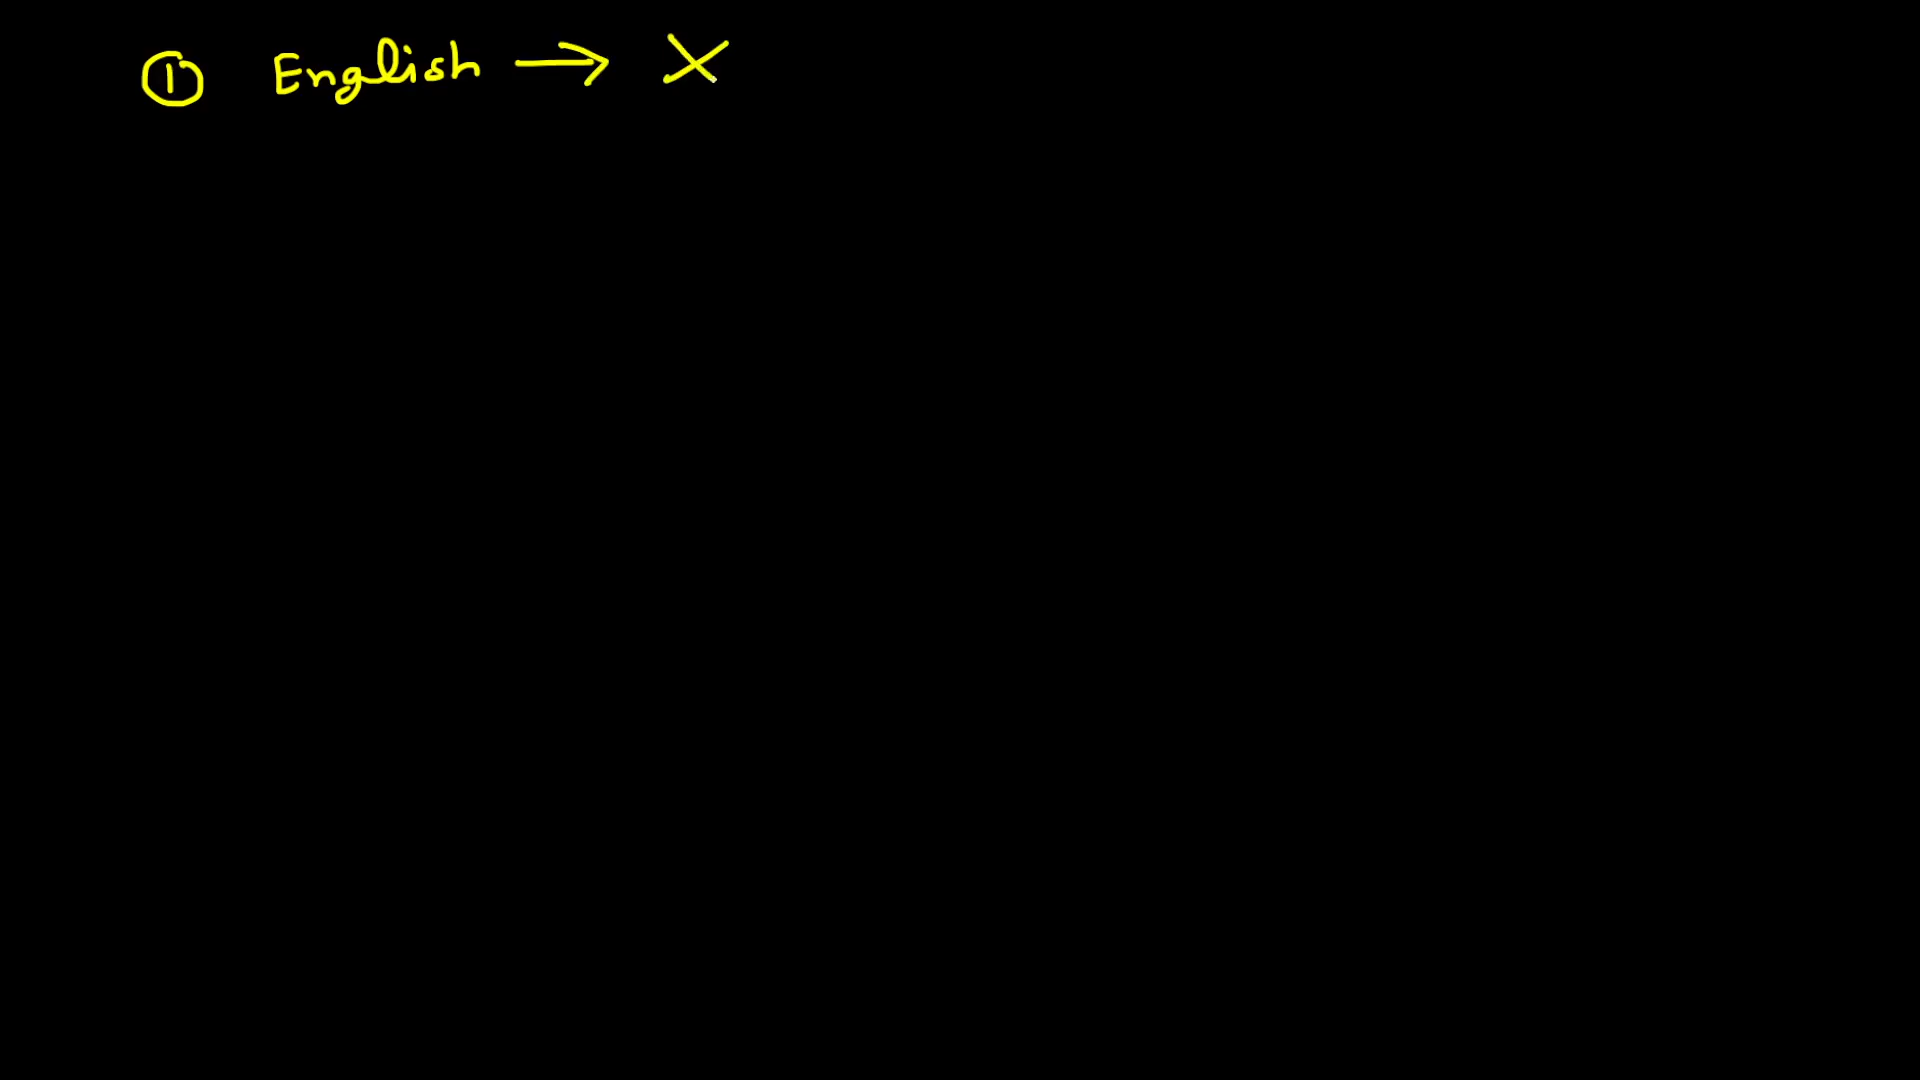 ① English → X